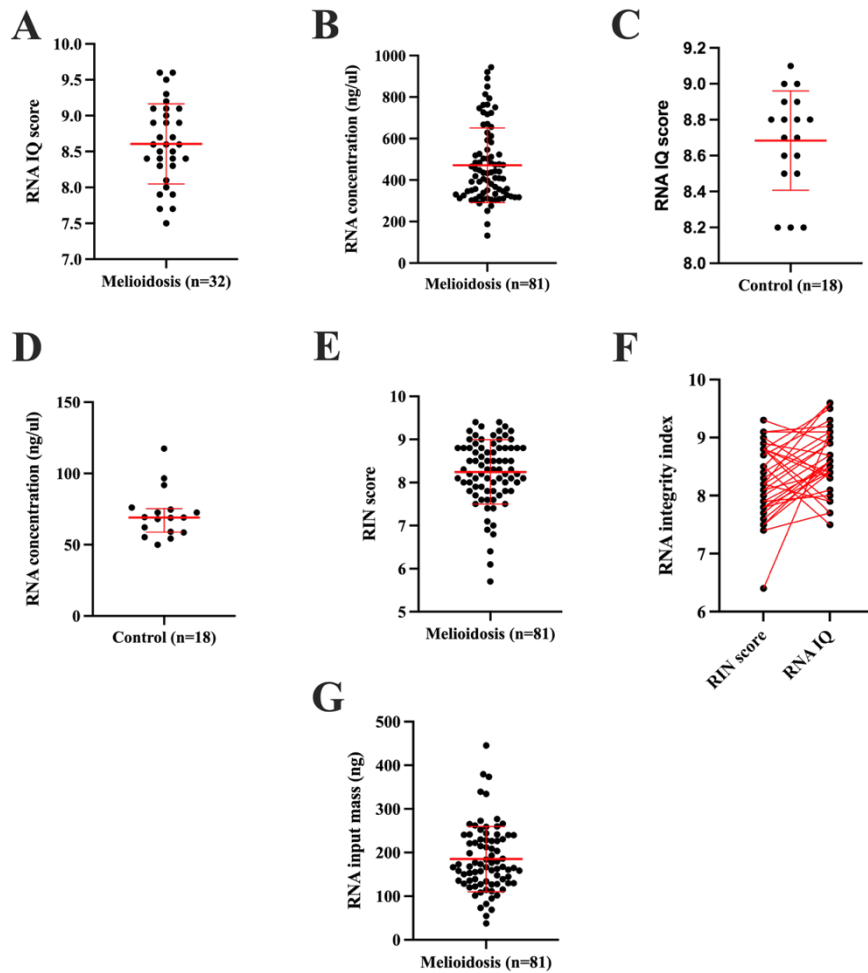 A
RNA IQ score
10.0
9.5
9.0
8.5
8.0
7.5
7.0
Melioidosis (n=32)
B
RNA concentration (ng/ul)
1000
800
600
400
200
0
Melioidosis (n=81)
C
RNA IQ score
9.2
9.0
8.8
8.6
8.4
8.2
8.0
Control (n=18)
D
RNA concentration (ng/ul)
150
100
50
0
Control (n=18)
E
RIN score
10
9
8
7
6
5
Melioidosis (n=81)
F
RNA integrity index
10
9
8
7
6
RIN score
RNA IQ
G
RNA input mass (ng)
500
400
300
200
100
0
Melioidosis (n=81)